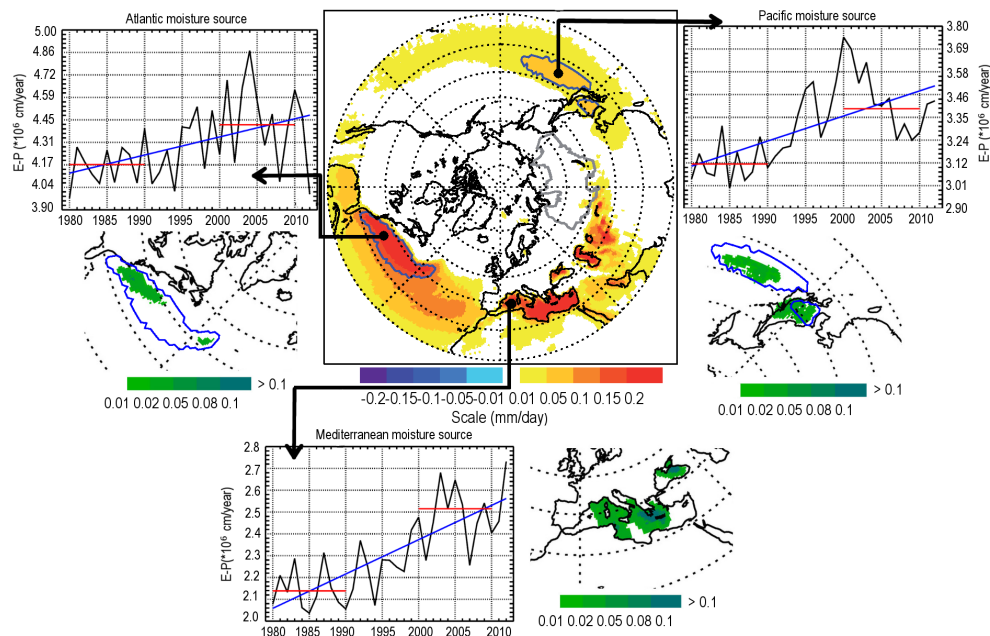 Atlantic moisture source
5.00
4.86
4.72
4.59
4.45
4.31
4.17
4.04
3.90
E-P (*10⁶ cm/year)
1980 1985 1990 1995 2000 2005 2010
Pacific moisture source
3.80
3.69
3.58
3.46
3.35
3.24
3.12
3.01
2.90
E-P (*10⁶ cm/year)
1980 1985 1990 1995 2000 2005 2010
0.01 0.02 0.05 0.08 0.1
> 0.1
-0.2-0.15-0.1-0.05-0.01 0.01 0.05 0.1 0.15 0.2
Scale (mm/day)
0.01 0.02 0.05 0.08 0.1
> 0.1
Mediterranean moisture source
2.8
2.7
2.6
2.5
2.4
2.3
2.2
2.1
2.0
E-P(*10⁶ cm/year)
1980 1985 1990 1995 2000 2005 2010
0.01 0.02 0.05 0.08 0.1
> 0.1